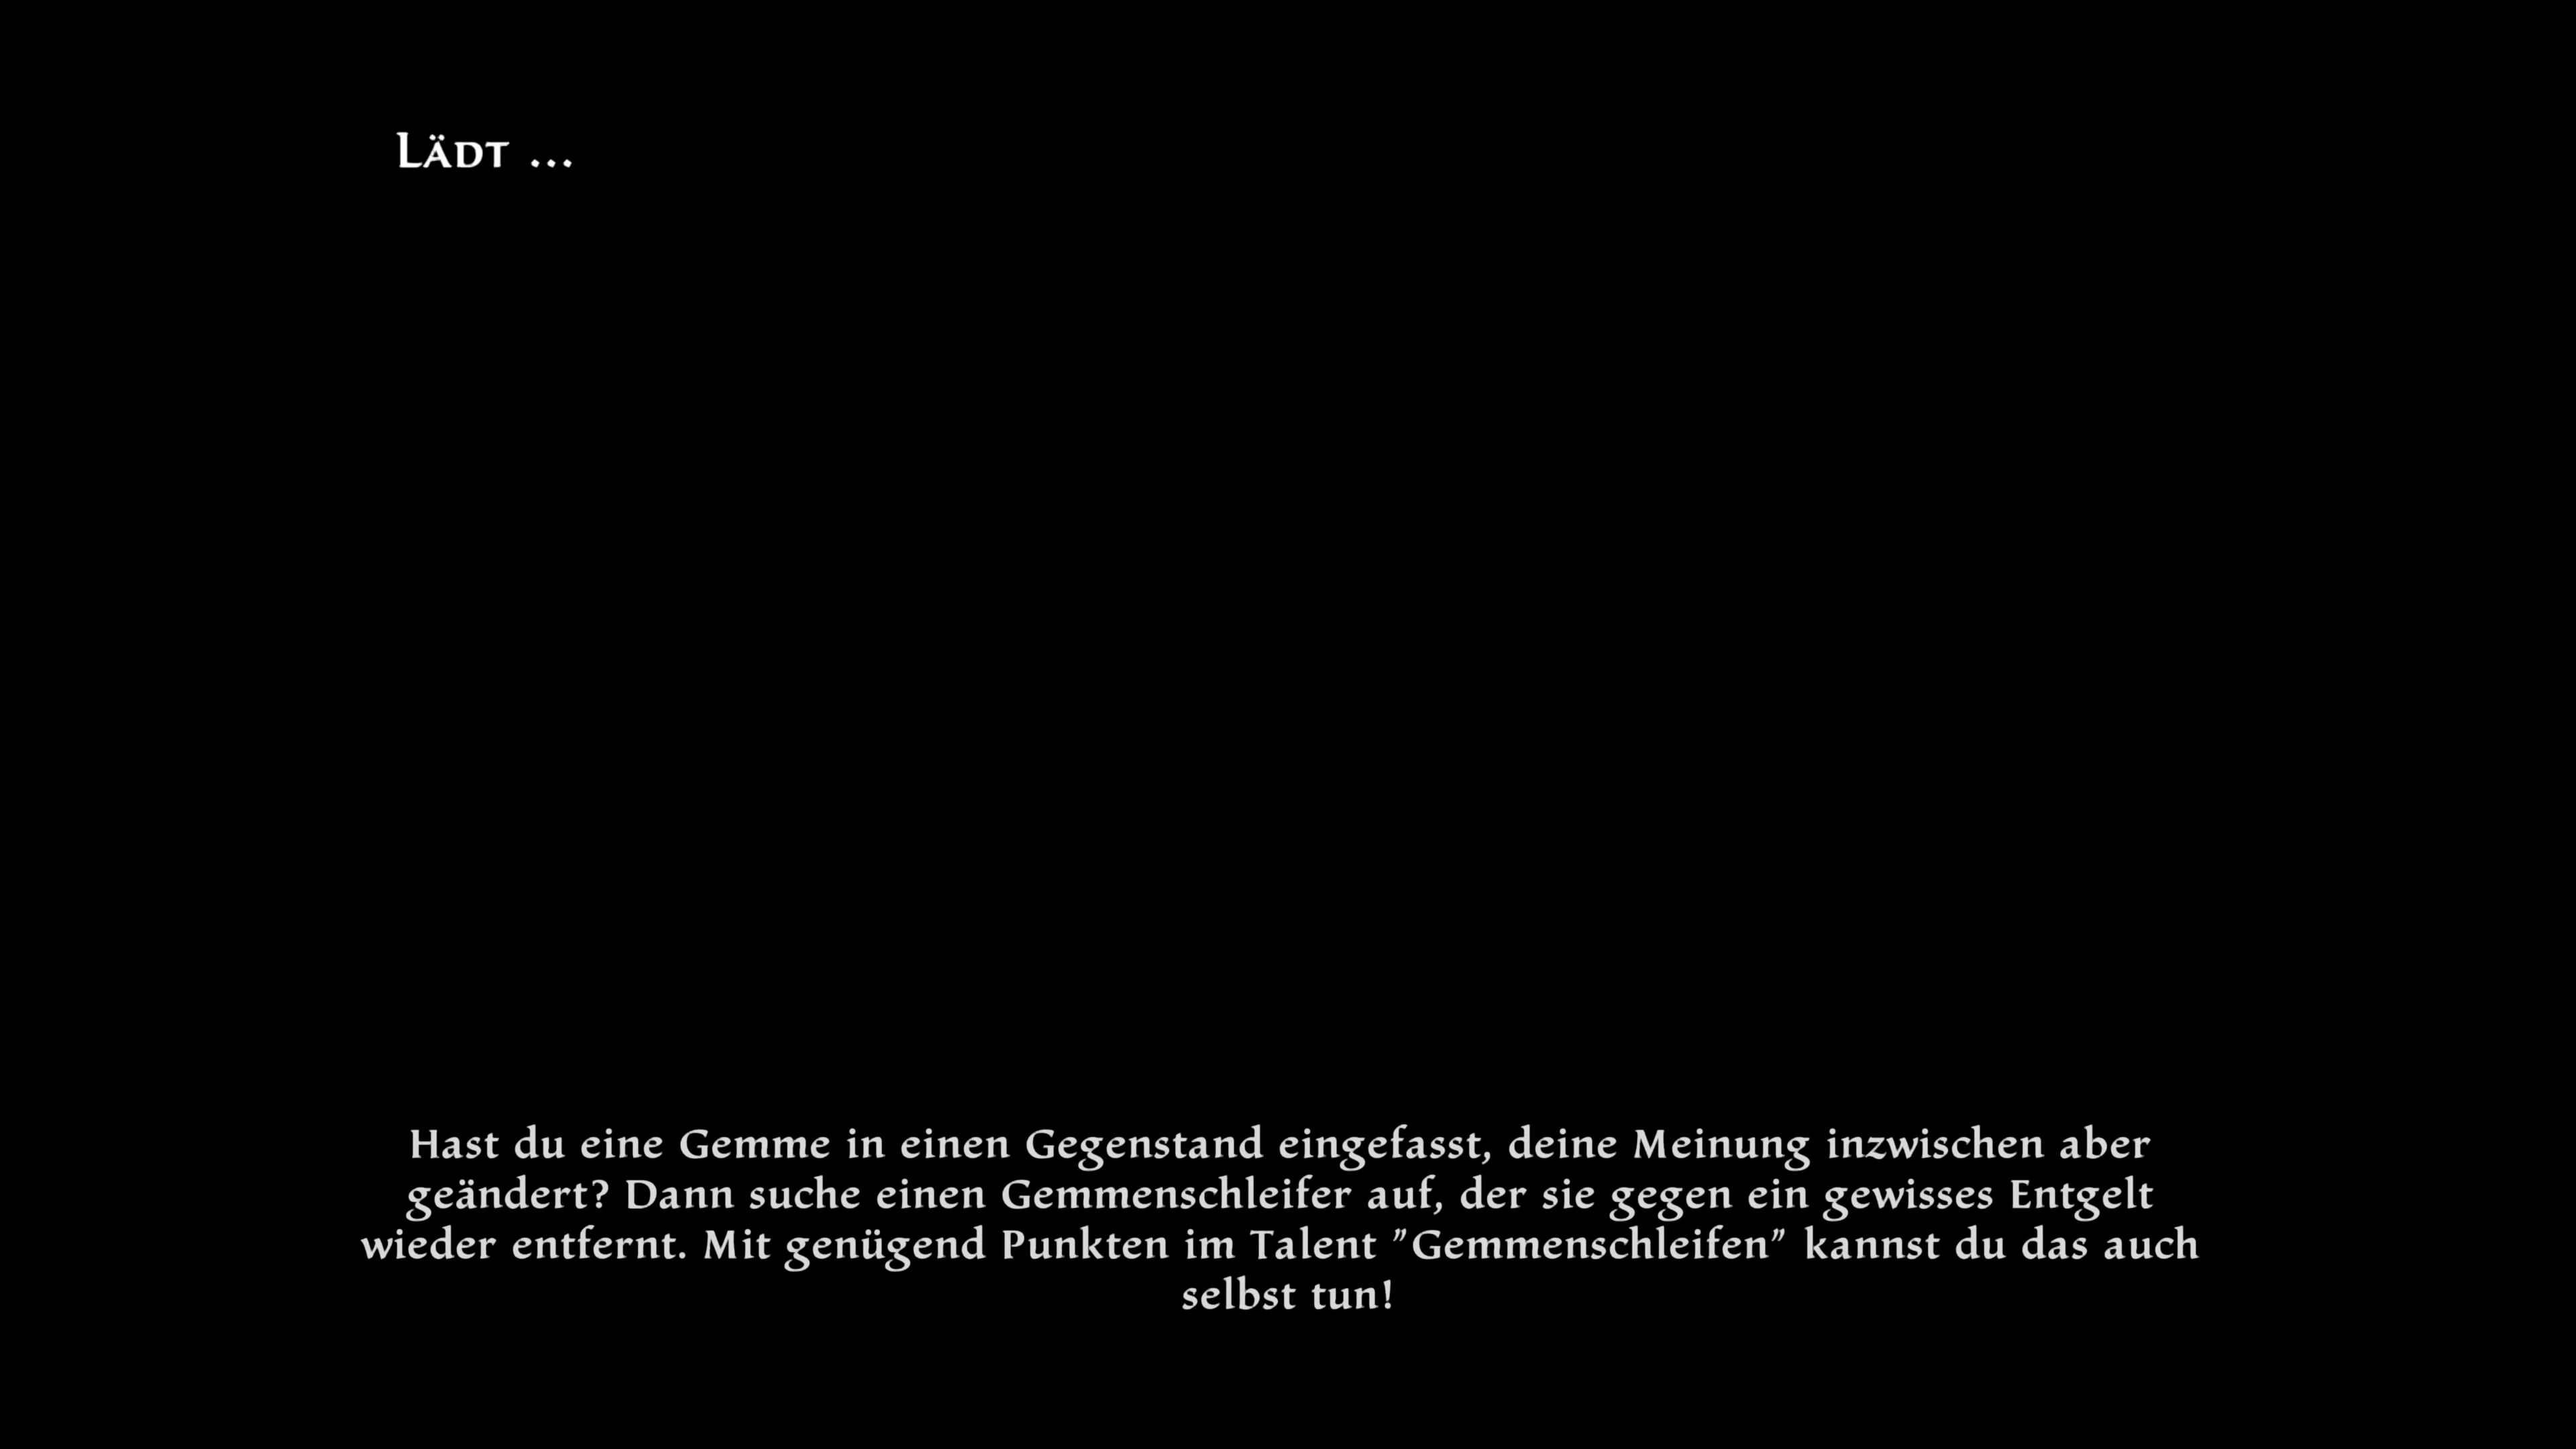 Lädt ...
Hast du eine Gemme in einen Gegenstand eingefasst, deine Meinung inzwischen aber
geändert? Dann suche einen Gemmenschleifer auf, der sie gegen ein gewisses Entgelt
wieder entfernt. Mit genügend Punkten im Talent "Gemmenschleifen" kannst du das auch
selbst tun!